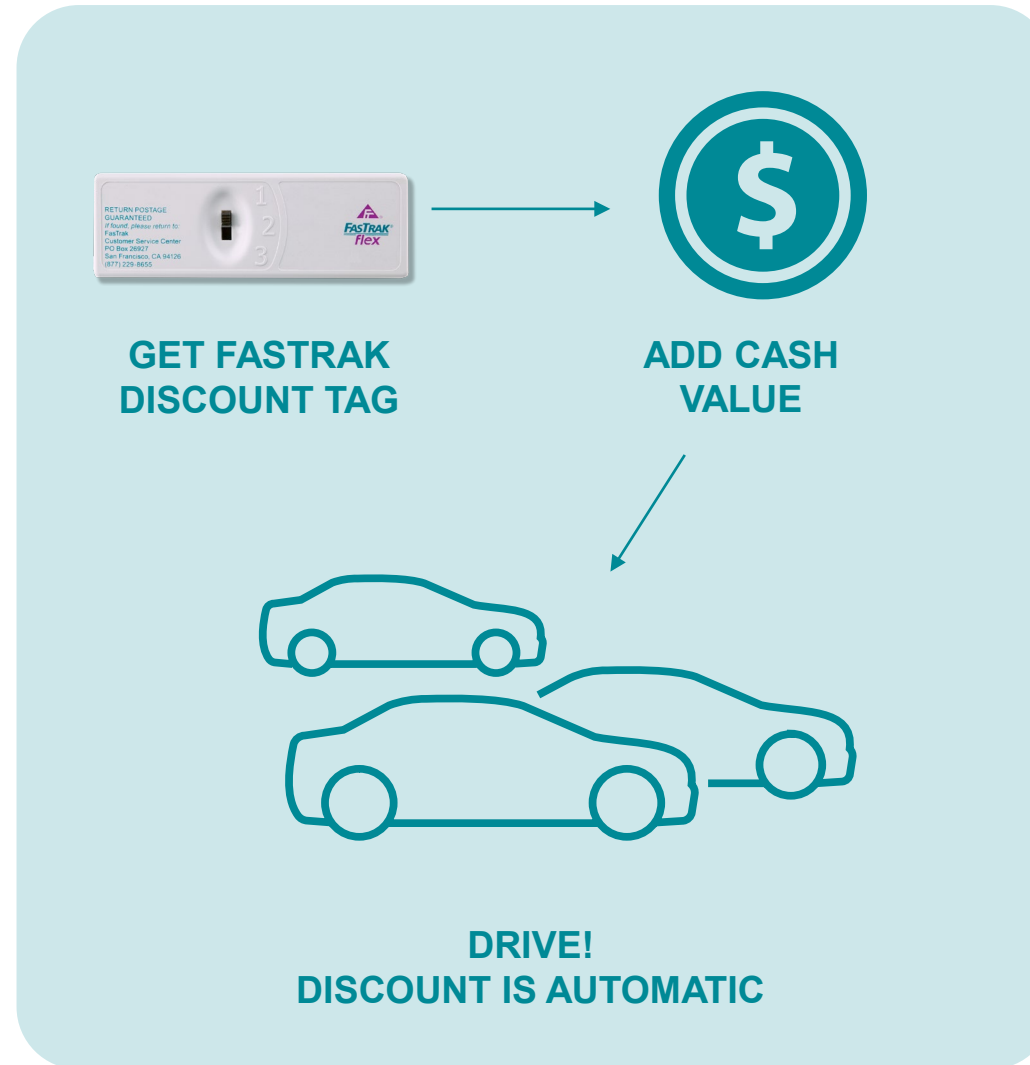 RETURN POSTAGE
GUARANTEED
If found, please return to:
FasTrak
Customer Service Center
PO Box 26927
San Francisco, CA 94126
(877) 229-8655
1
2
3
FASTRAK®
flex
$
GET FASTRAK
DISCOUNT TAG
ADD CASH
VALUE
DRIVE!
DISCOUNT IS AUTOMATIC